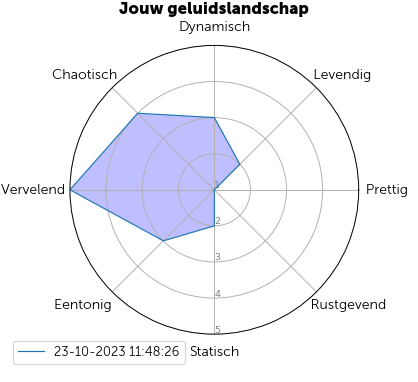 Jouw geluidslandschap
Dynamisch
Chaotisch
Levendig
Vervelend
1
Prettig
2
3
Eentonig
4
Rustgevend
5
23-10-2023 11:48:26
Statisch